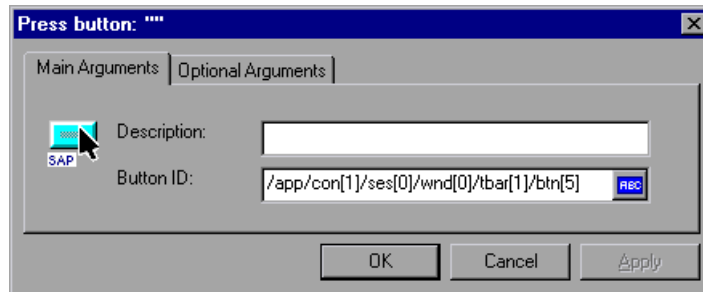 Press button: ""
Main Arguments Optional Arguments
SAP
Description:
Button ID: /app/con[1]/ses[0]/wnd[0]/tbar[1]/btn[5] ABC
OK Cancel Apply